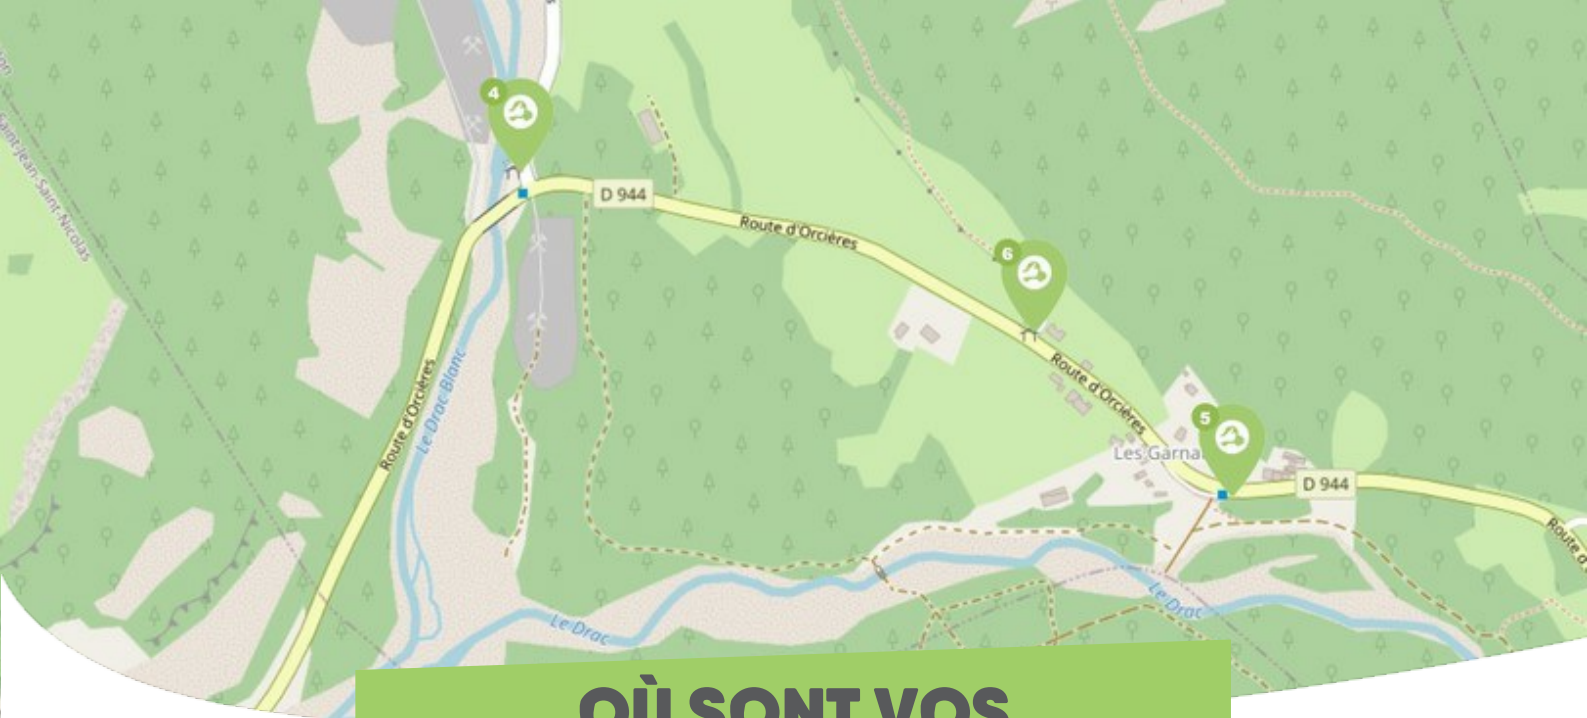 Saint-Jean-Saint-Nicolas
4
D 944
Route d'Orcières
6
Route d'Orcières
Route d'Orcières
Le Drac Blanc
5
Les Garna
D 944
Le Drac
Le Drac
OÙ SONT VOS